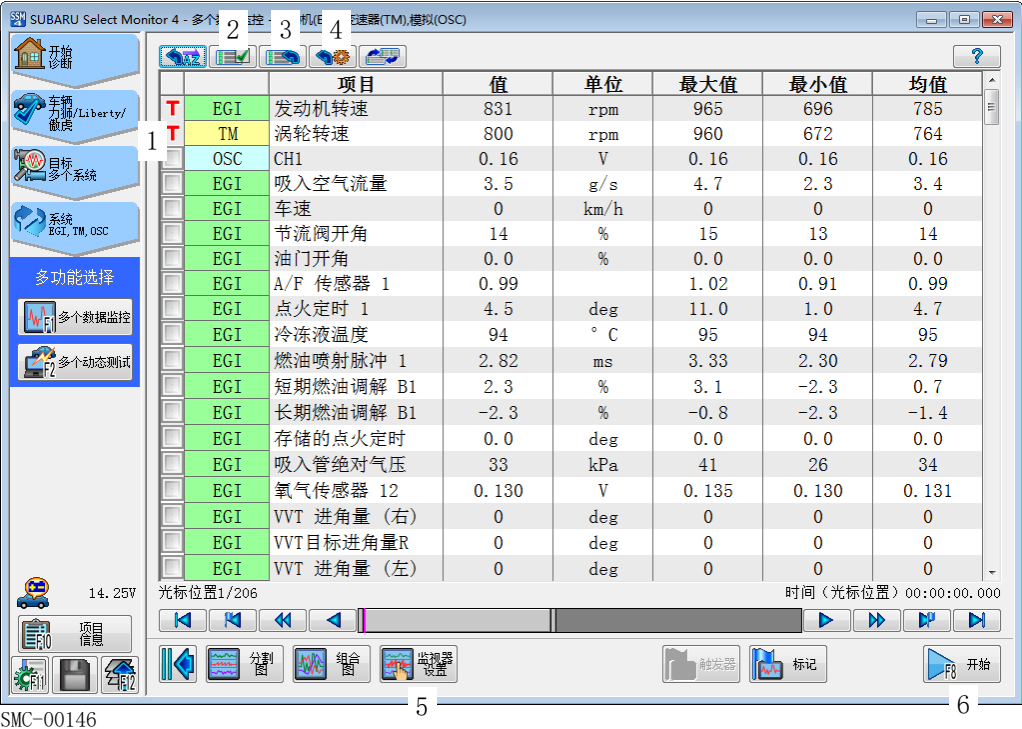 SUBARU Select Monitor 4 - 多个数据监控 - 发动机(EGI),变速器(TM),模拟(OSC)
2 3 4
开始
诊断
车辆
力狮/Liberty/
傲虎
1
目标
多个系统
系统
EGI,TM,OSC
多功能选择
F1 多个数据监控
F2 多个动态测试
14.25V
F10 项目
信息
F11 F12
AZ ?
项目 值 单位 最大值 最小值 均值
T EGI 发动机转速 831 rpm 965 696 785
T TM 涡轮转速 800 rpm 960 672 764
OSC CH1 0.16 V 0.16 0.16 0.16
EGI 吸入空气流量 3.5 g/s 4.7 2.3 3.4
EGI 车速 0 km/h 0 0 0
EGI 节流阀开角 14 % 15 13 14
EGI 油门开角 0.0 % 0.0 0.0 0.0
EGI A/F 传感器 1 0.99 1.02 0.91 0.99
EGI 点火定时 1 4.5 deg 11.0 1.0 4.7
EGI 冷冻液温度 94 ° C 95 94 95
EGI 燃油喷射脉冲 1 2.82 ms 3.33 2.30 2.79
EGI 短期燃油调解 B1 2.3 % 3.1 -2.3 0.7
EGI 长期燃油调解 B1 -2.3 % -0.8 -2.3 -1.4
EGI 存储的点火定时 0.0 deg 0.0 0.0 0.0
EGI 吸入管绝对气压 33 kPa 41 26 34
EGI 氧气传感器 12 0.130 V 0.135 0.130 0.131
EGI VVT 进角量 (右) 0 deg 0 0 0
EGI VVT目标进角量R 0 deg 0 0 0
EGI VVT 进角量 (左) 0 deg 0 0 0
光标位置1/206 时间(光标位置)00:00:00.000
分割
图
组合
图
监视器
设置
触发器
标记
F8 开始
5 6
SMC-00146